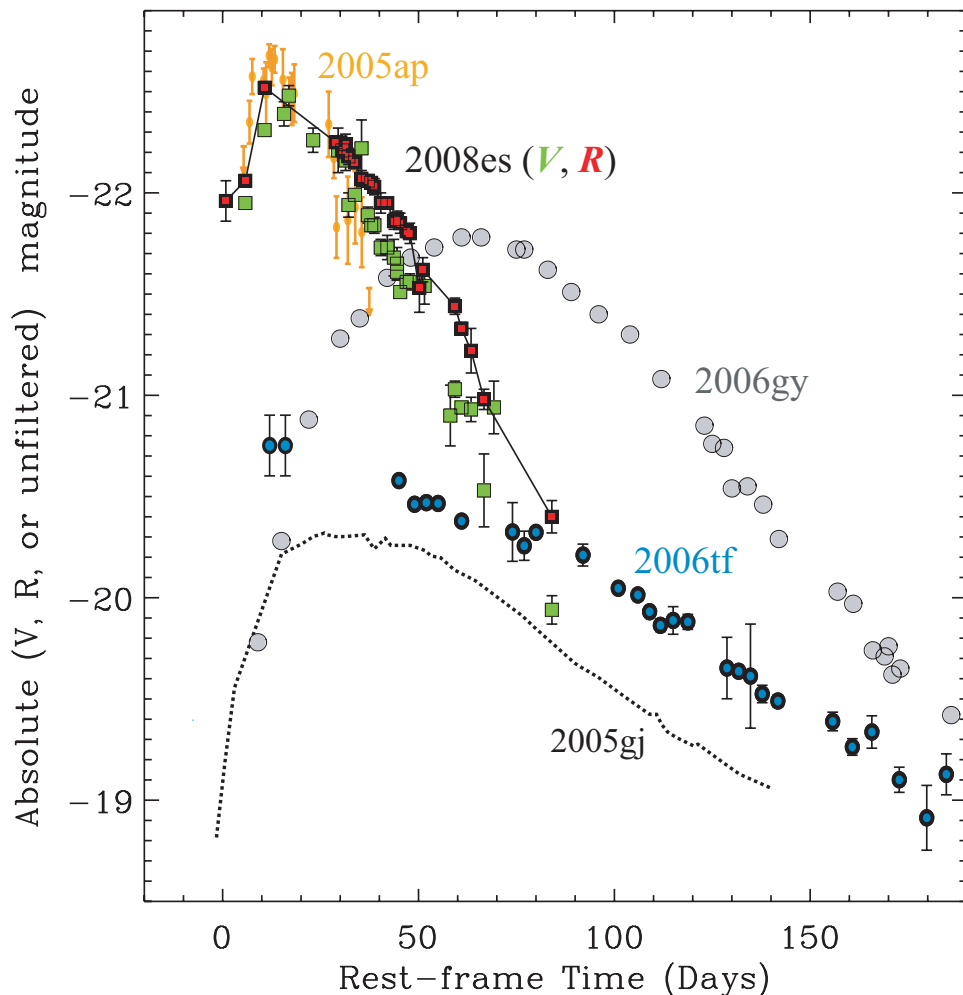 2005ap
2008es (V, R)
-22
2006gy
-21
2006tf
-20
2005gj
-19
0 50 100 150
Rest-frame Time (Days)
Absolute (V, R, or unfiltered) magnitude